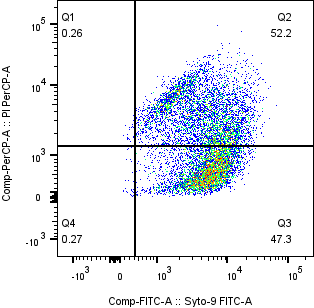 Q1
0.26
Q2
52.2
10^5
10^4
10^3
0
-10^3
Comp-PerCP-A :: PI PerCP-A
Q4
0.27
Q3
47.3
-10^3
0
10^3
10^4
10^5
Comp-FITC-A :: Syto-9 FITC-A